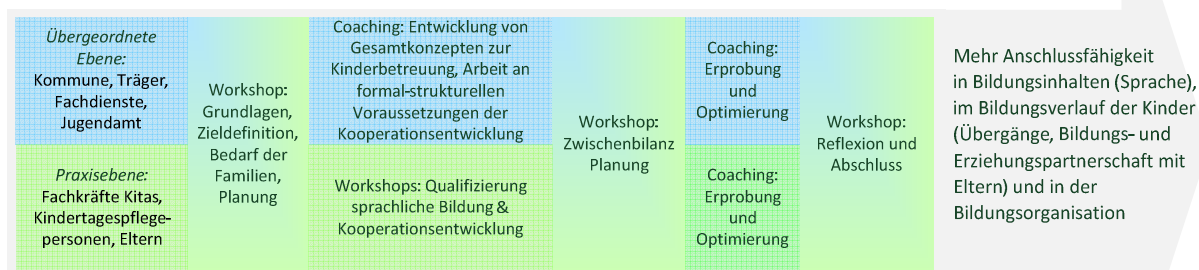 Übergeordnete
Ebene:
Kommune, Träger,
Fachdienste,
Jugendamt
Praxisebene:
Fachkräfte Kitas,
Kindertagespflege-
personen, Eltern
Workshop:
Grundlagen,
Zieldefinition,
Bedarf der
Familien,
Planung
Coaching: Entwicklung von
Gesamtkonzepten zur
Kinderbetreuung, Arbeit an
formal-strukturellen
Voraussetzungen der
Kooperationsentwicklung
Workshops: Qualifizierung
sprachliche Bildung &
Kooperationsentwicklung
Workshop:
Zwischenbilanz
Planung
Coaching:
Erprobung
und
Optimierung
Coaching:
Erprobung
und
Optimierung
Workshop:
Reflexion und
Abschluss
Mehr Anschlussfähigkeit
in Bildungsinhalten (Sprache),
im Bildungsverlauf der Kinder
(Übergänge, Bildungs- und
Erziehungspartnerschaft mit
Eltern) und in der
Bildungsorganisation